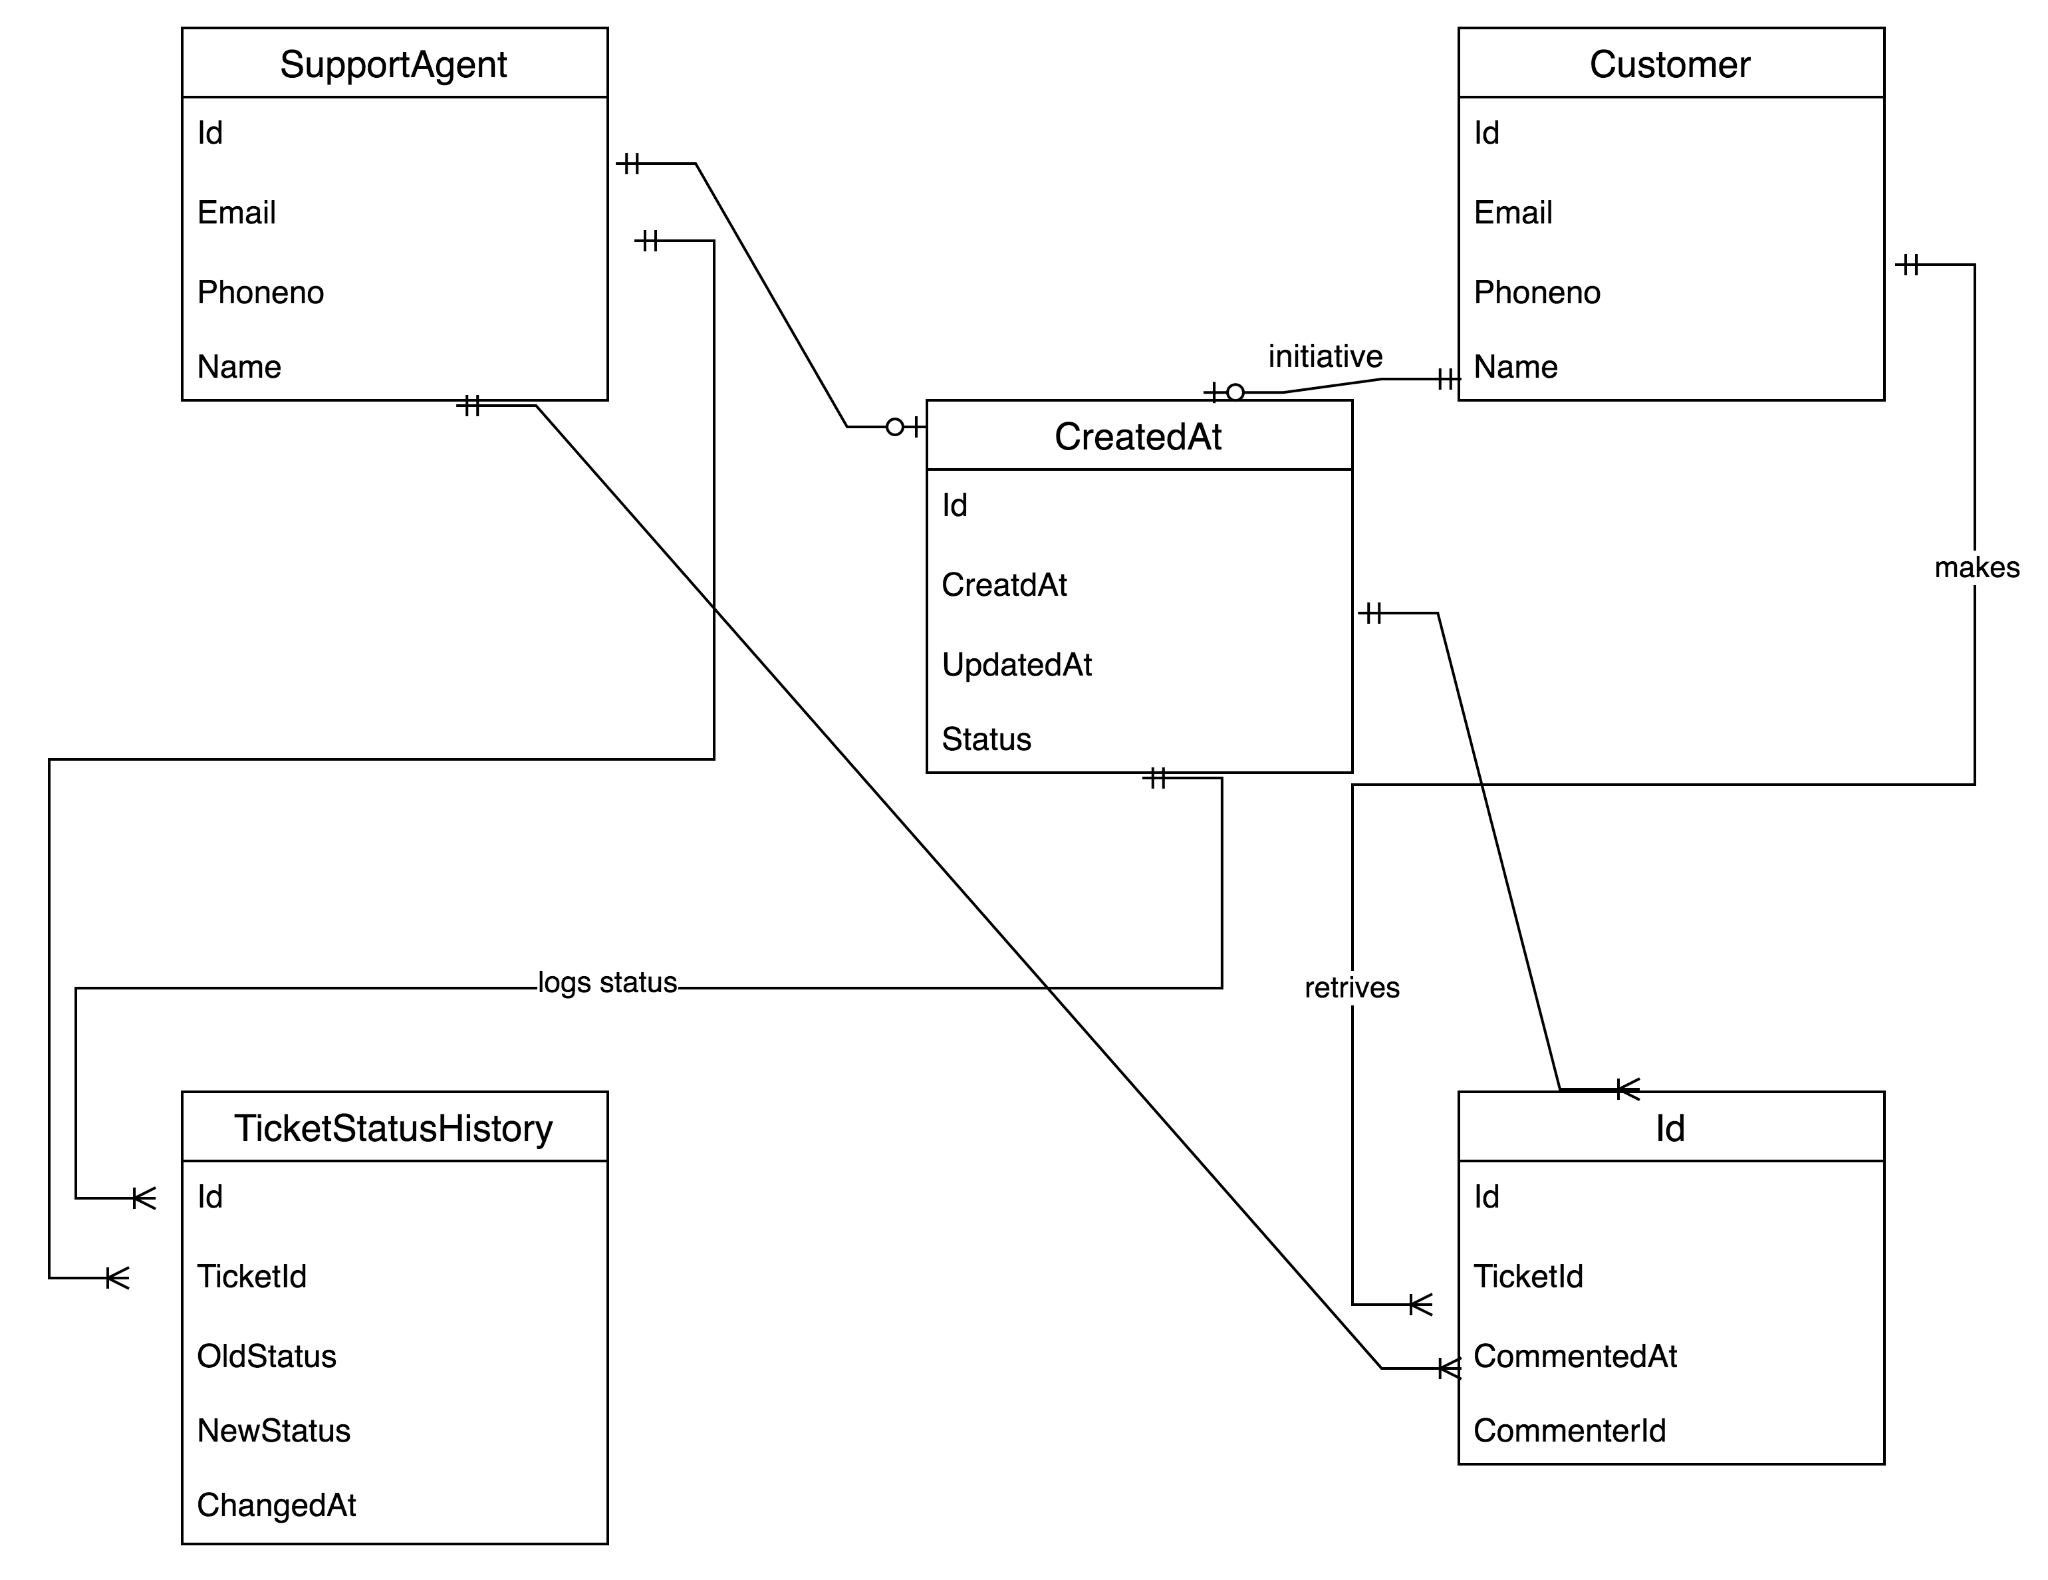 SupportAgent
Id
Email
Phoneno
Name
Customer
Id
Email
Phoneno
Name
initiative
makes
CreatedAt
Id
CreatdAt
UpdatedAt
Status
logs status
retrives
TicketStatusHistory
Id
TicketId
OldStatus
NewStatus
ChangedAt
Id
Id
TicketId
CommentedAt
CommenterId